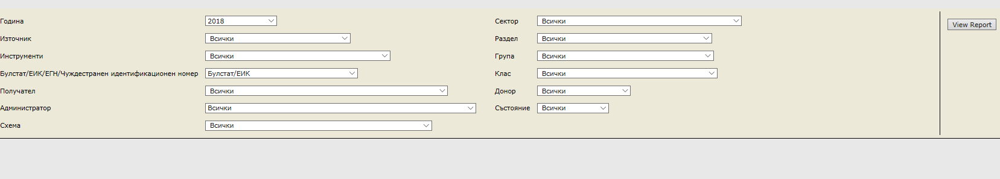 Година 2018 Сектор Всички View Report
Източник Всички Раздел Всички
Инструменти Всички Група Всички
Булстат/ЕИК/ЕГН/Чуждестранен идентификационен номер Булстат/ЕИК Клас Всички
Получател Всички Донор Всички
Администратор Всички Състояние Всички
Схема Всички